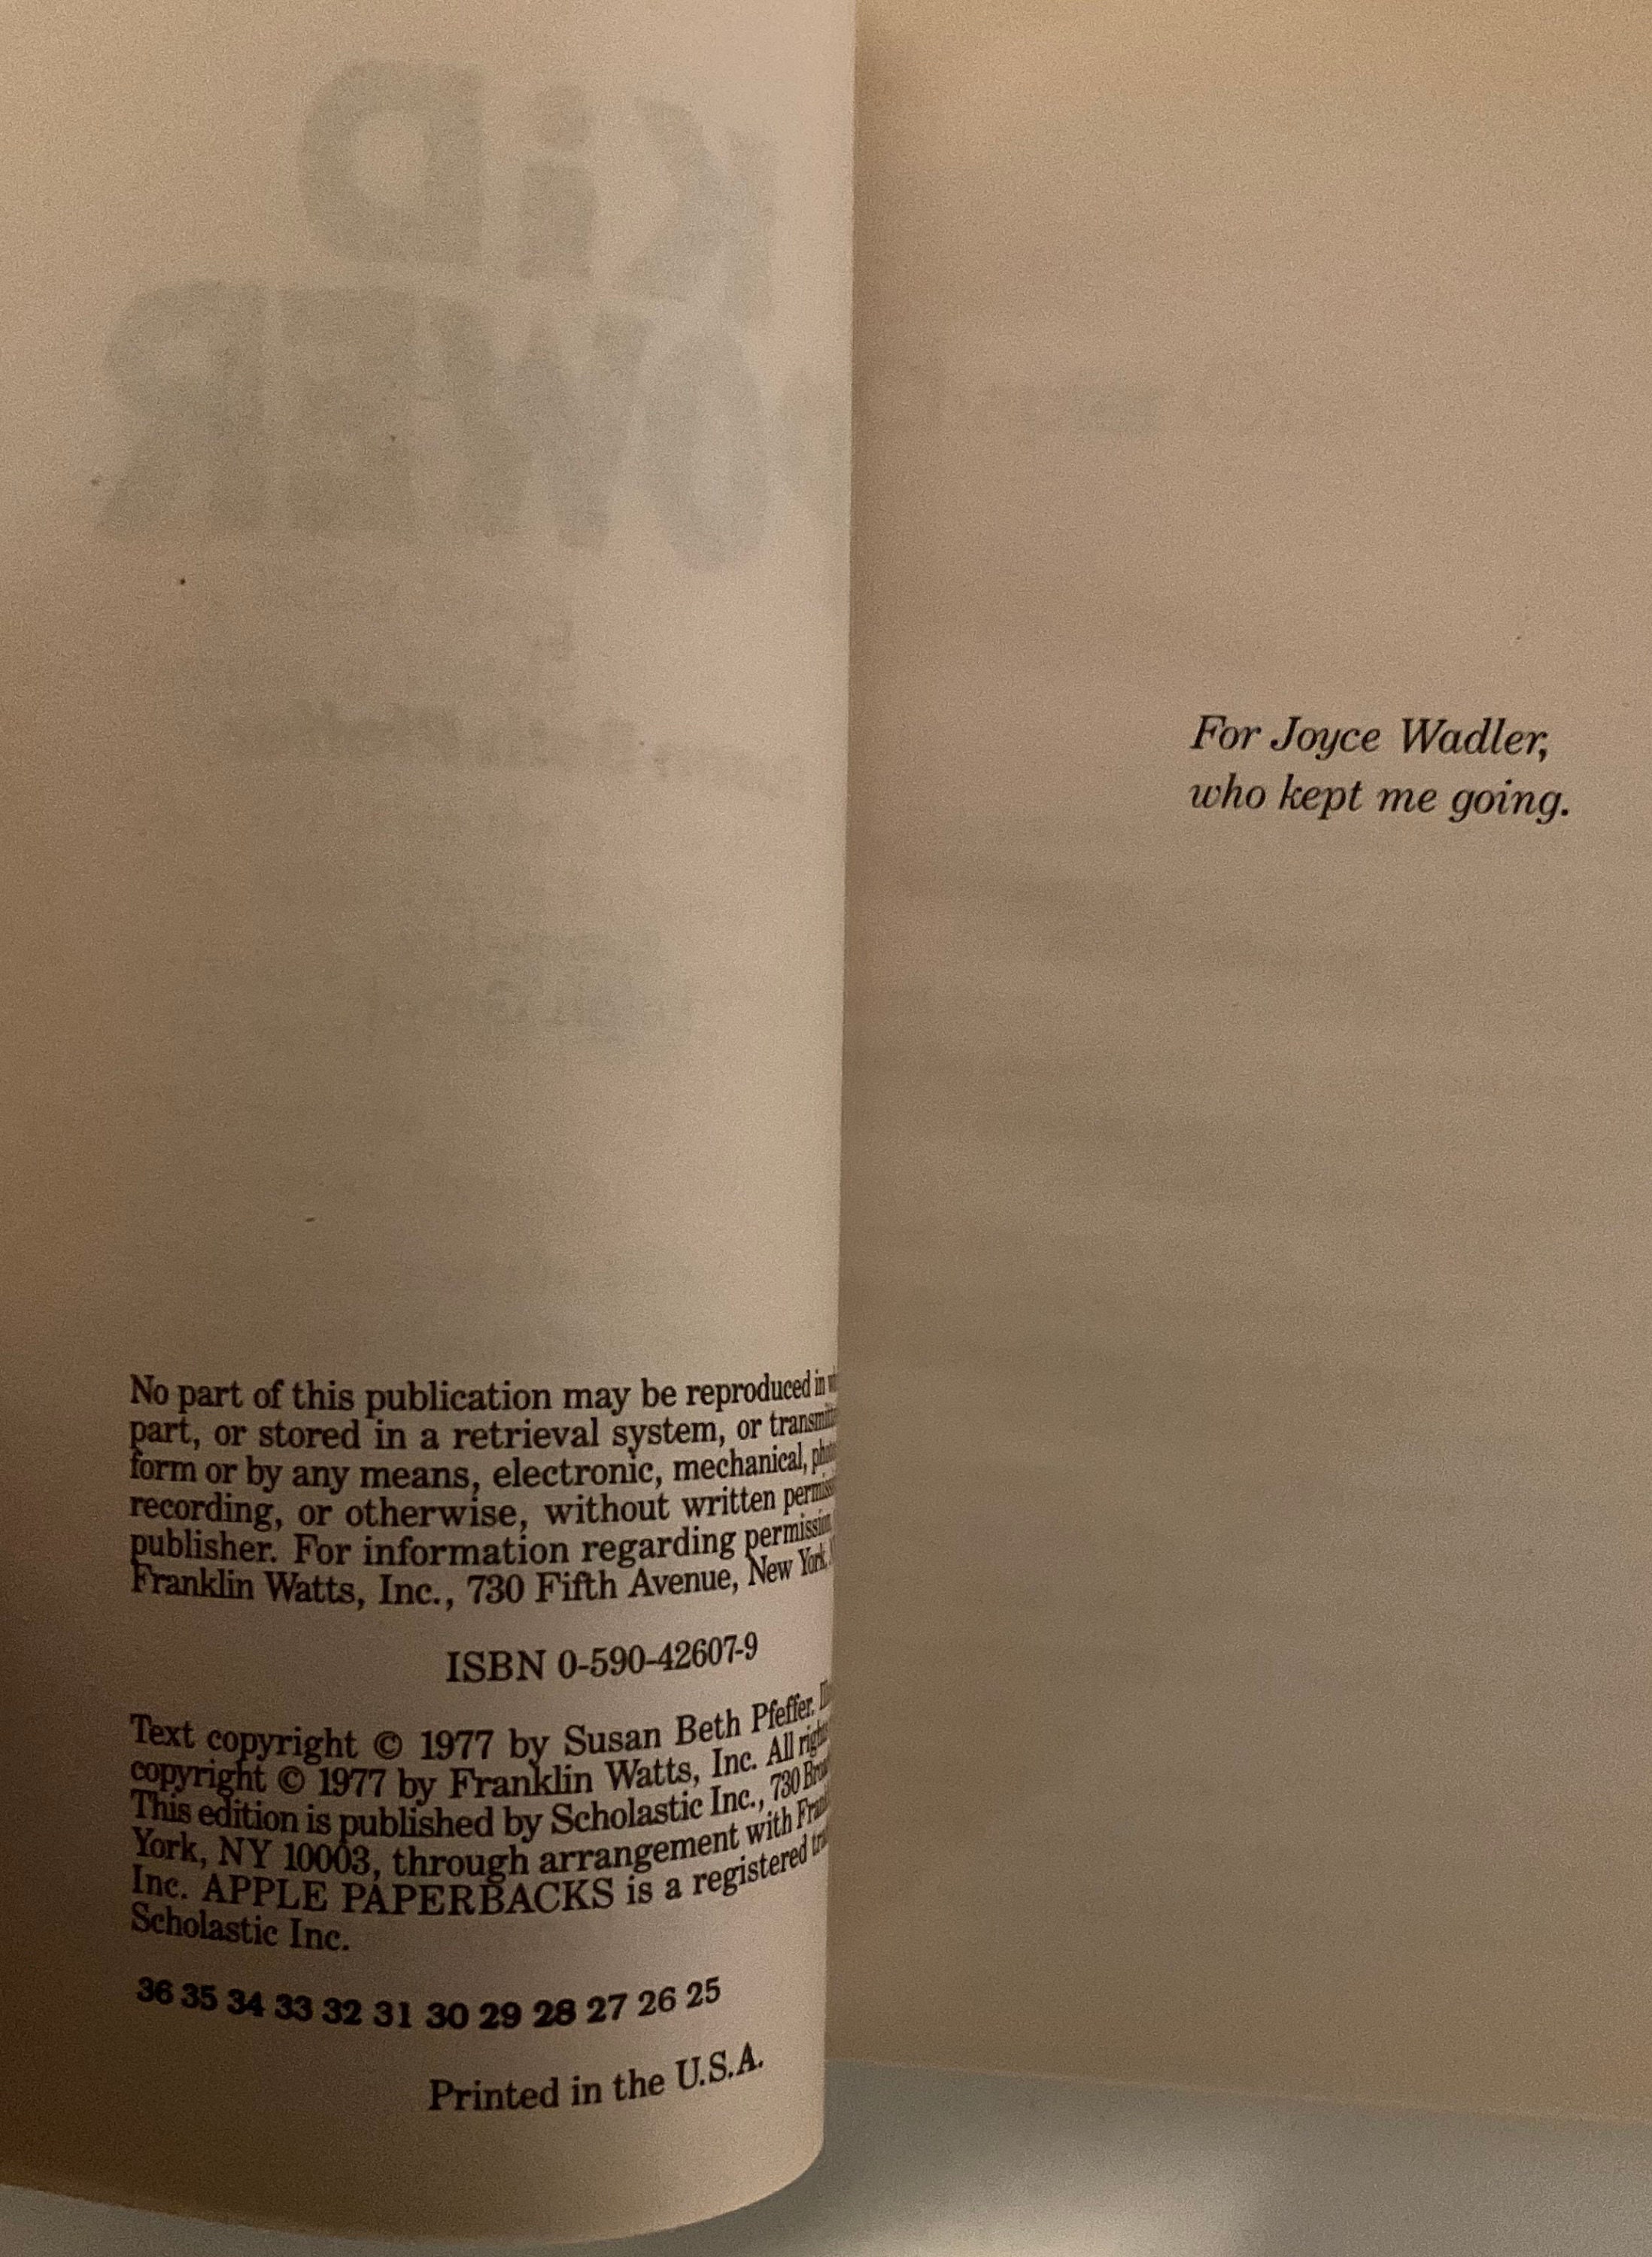 KiD
OWER
No part of this publication may be reproduced in
part, or stored in a retrieval system, or
form or by any means, electronic, mechanical,
recording, or otherwise, without written
publisher. For information regarding
Franklin Watts, Inc., 730 Fifth Avenue, New York
ISBN 0-590-42607-9
Text copyright © 1977 by Susan Beth Pfeffer.
copyright © 1977 by Franklin Watts, Inc. All
This edition is published by Scholastic Inc., 730
York, NY 10003, through arrangement with
Inc. APPLE PAPERBACKS is a registered
Scholastic Inc.
36 35 34 33 32 31 30 29 28 27 26 25
Printed in the U.S.A.
For Joyce Wadler,
who kept me going.